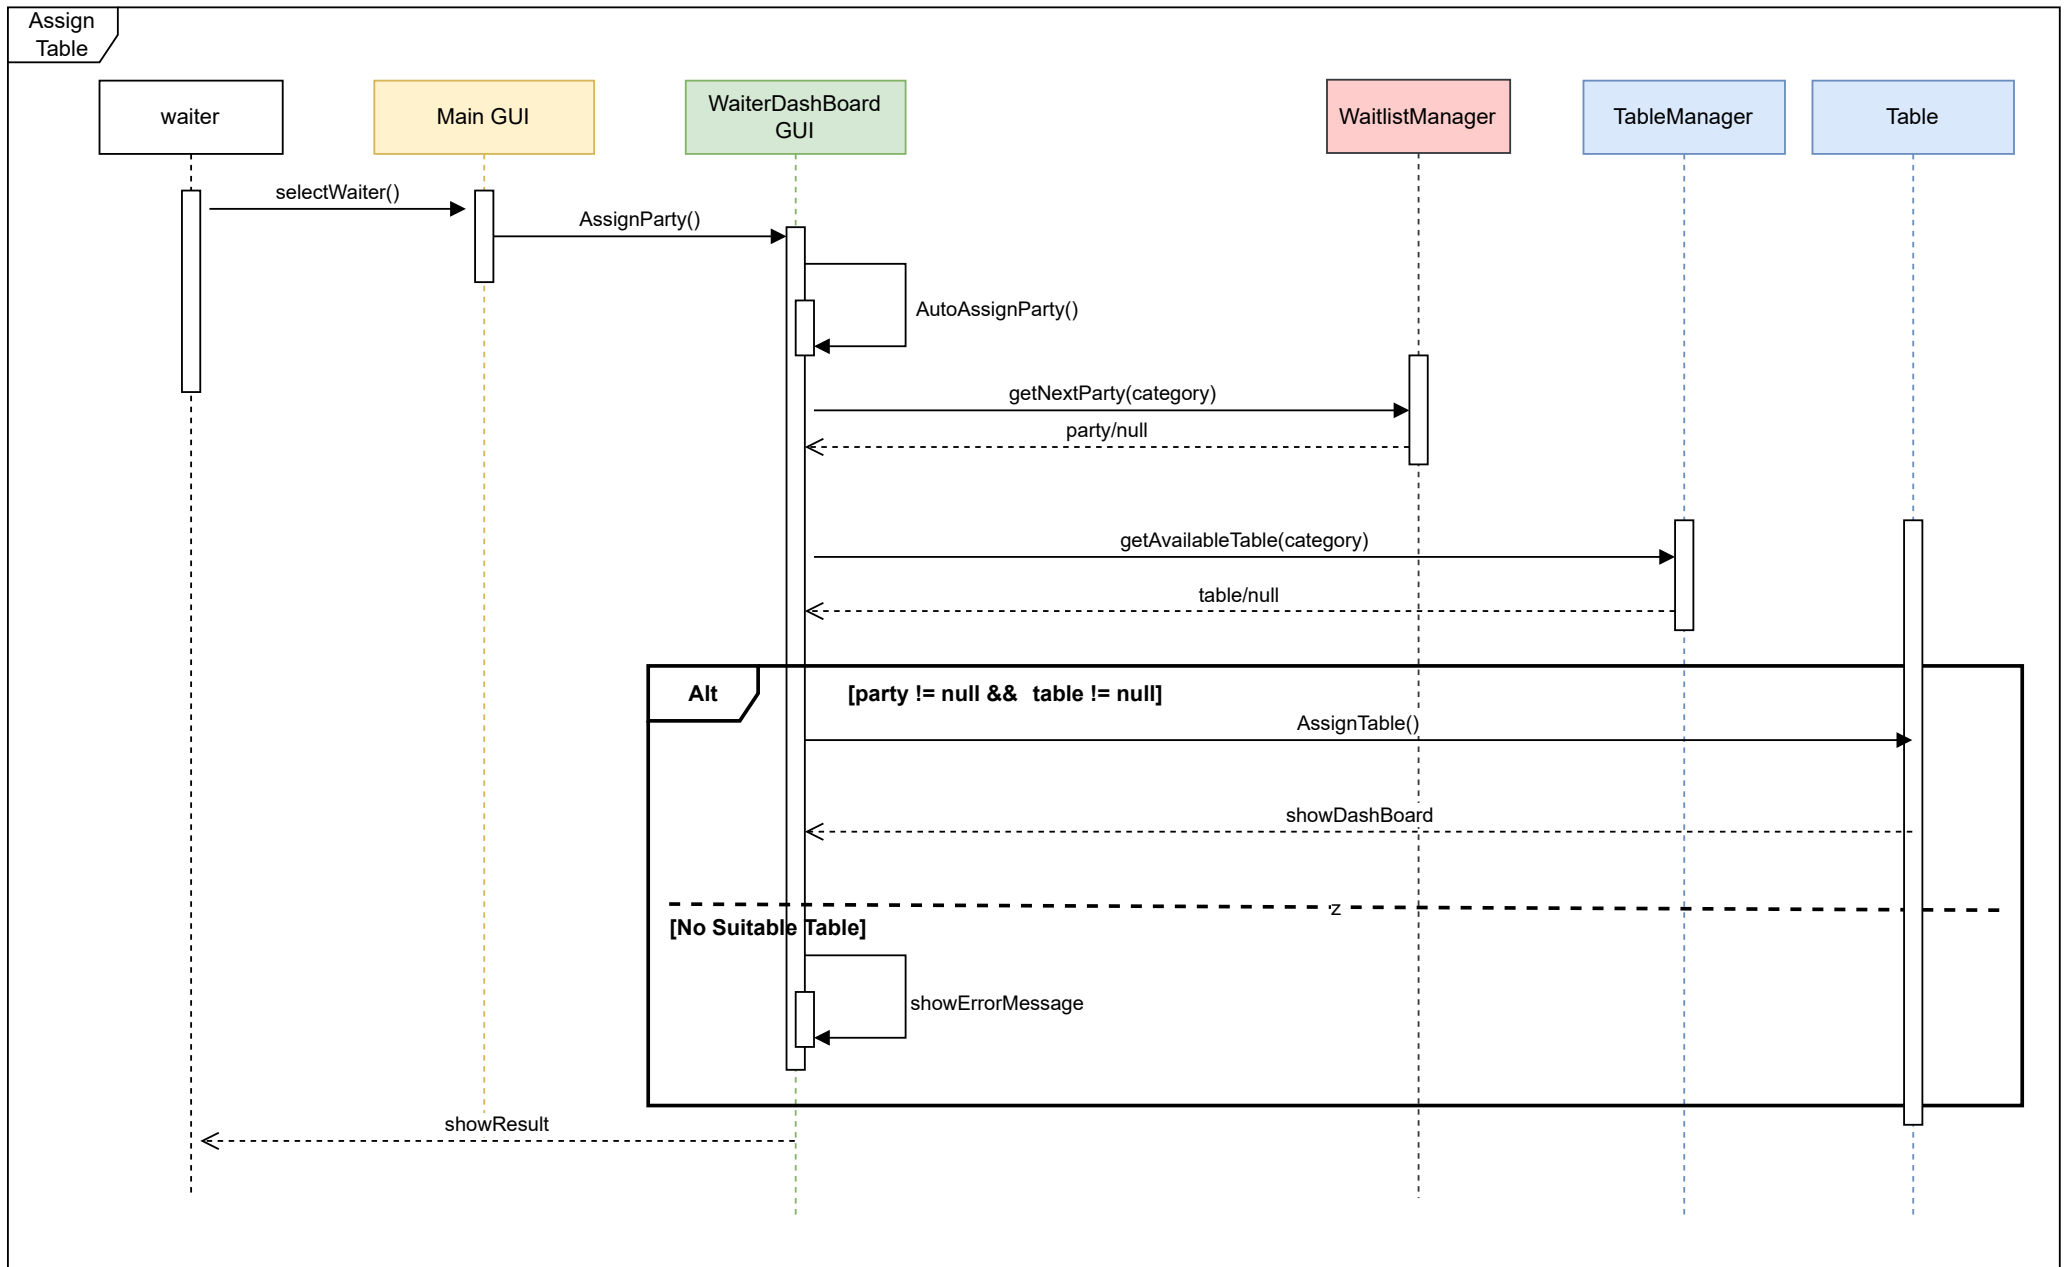 Assign
Table
waiter
Main GUI
WaiterDashBoard
GUI
WaitlistManager
TableManager
Table
selectWaiter()
AssignParty()
AutoAssignParty()
getNextParty(category)
party/null
getAvailableTable(category)
table/null
Alt
[party != null && table != null]
AssignTable()
showDashBoard
z
[No Suitable Table]
showErrorMessage
showResult